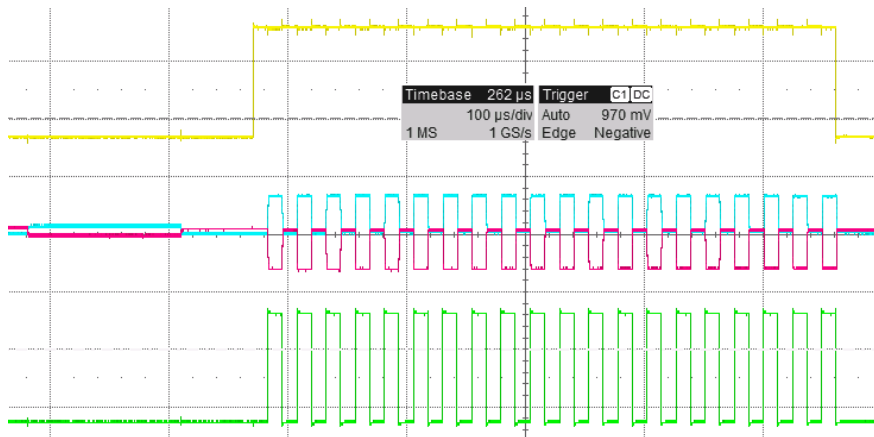 Timebase 262 µs
100 µs/div
1 MS 1 GS/s
Trigger C1 DC
Auto 970 mV
Edge Negative